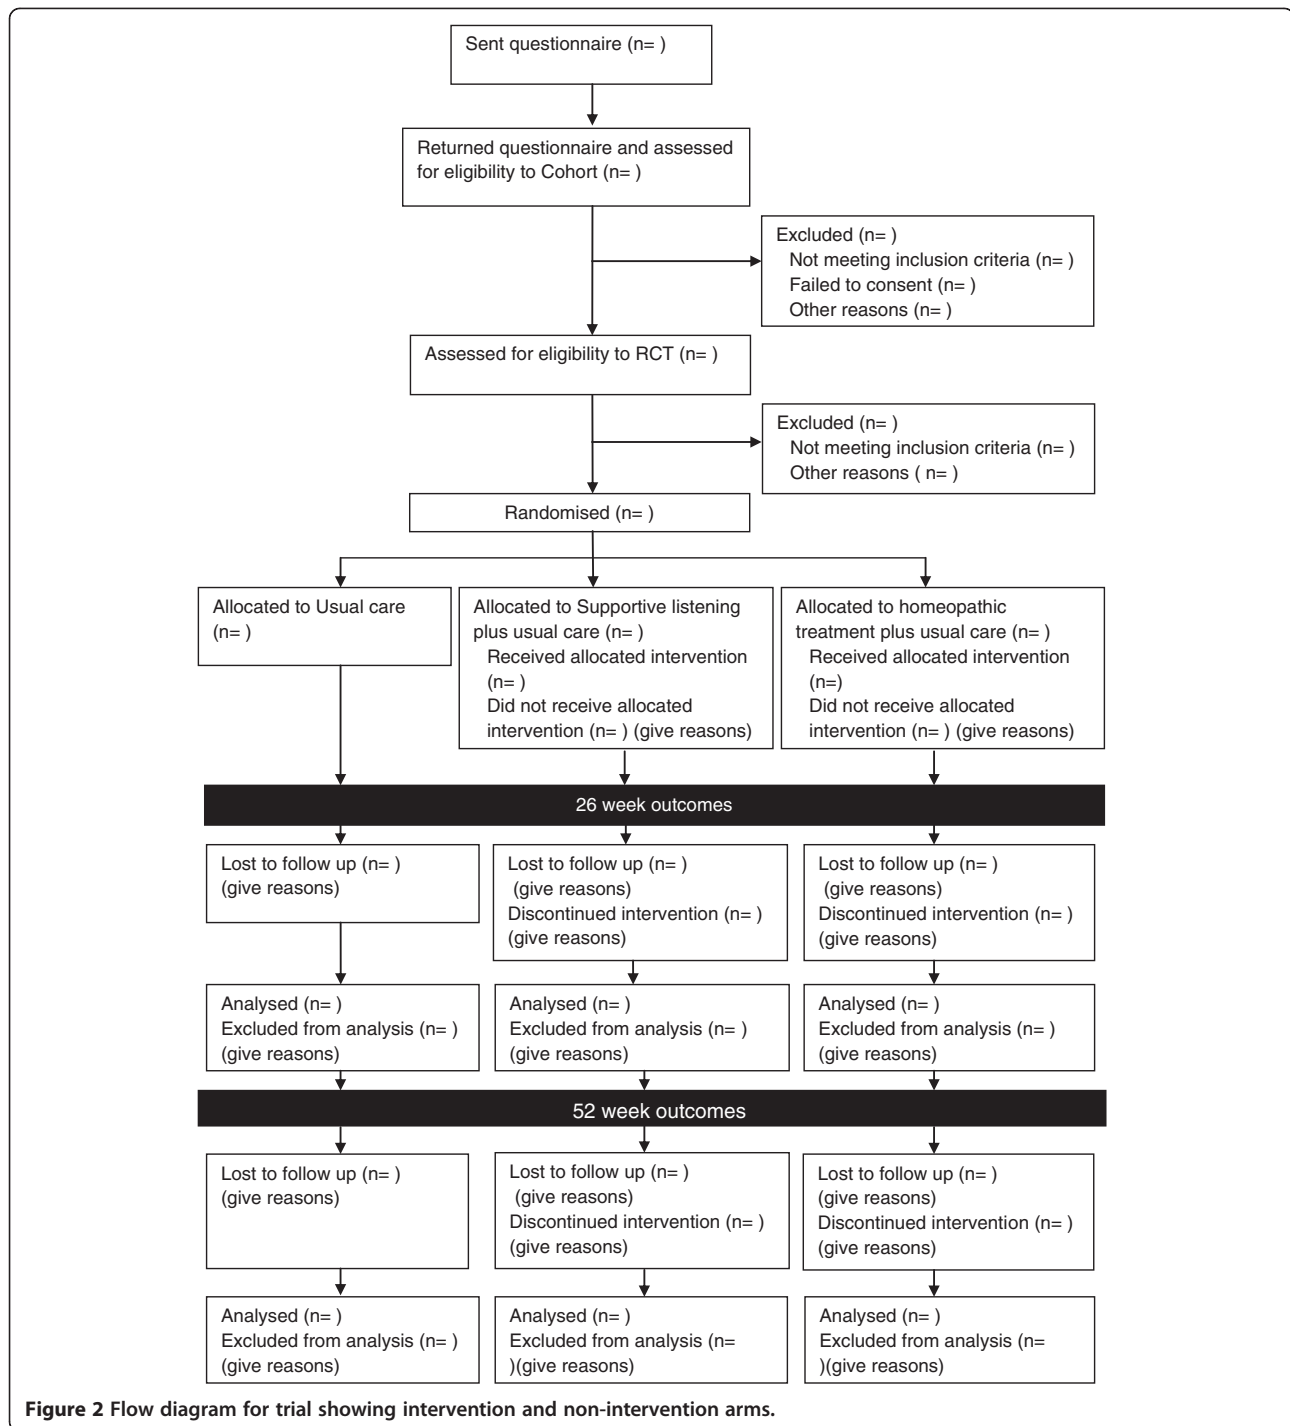 Sent questionnaire (n= )
Returned questionnaire and assessed
for eligibility to Cohort (n= )
Excluded (n= )
Not meeting inclusion criteria (n= )
Failed to consent (n= )
Other reasons (n= )
Assessed for eligibility to RCT (n= )
Excluded (n= )
Not meeting inclusion criteria (n= )
Other reasons ( n= )
Randomised (n= )
Allocated to Usual care
(n= )
Allocated to Supportive listening
plus usual care (n= )
Received allocated intervention
(n= )
Did not receive allocated
intervention (n= ) (give reasons)
Allocated to homeopathic
treatment plus usual care (n= )
Received allocated intervention
(n=)
Did not receive allocated
intervention (n= ) (give reasons)
26 week outcomes
Lost to follow up (n= )
(give reasons)
Lost to follow up (n= )
(give reasons)
Discontinued intervention (n= )
(give reasons)
Lost to follow up (n= )
(give reasons)
Discontinued intervention (n= )
(give reasons)
Analysed (n= )
Excluded from analysis (n= )
(give reasons)
Analysed (n= )
Excluded from analysis (n= )
(give reasons)
Analysed (n= )
Excluded from analysis (n= )
(give reasons)
52 week outcomes
Lost to follow up (n= )
(give reasons)
Lost to follow up (n= )
(give reasons)
Discontinued intervention (n= )
(give reasons)
Lost to follow up (n= )
(give reasons)
Discontinued intervention (n= )
(give reasons)
Analysed (n= )
Excluded from analysis (n= )
(give reasons)
Analysed (n= )
Excluded from analysis (n=
)(give reasons)
Analysed (n= )
Excluded from analysis (n=
)(give reasons)
Figure 2 Flow diagram for trial showing intervention and non-intervention arms.